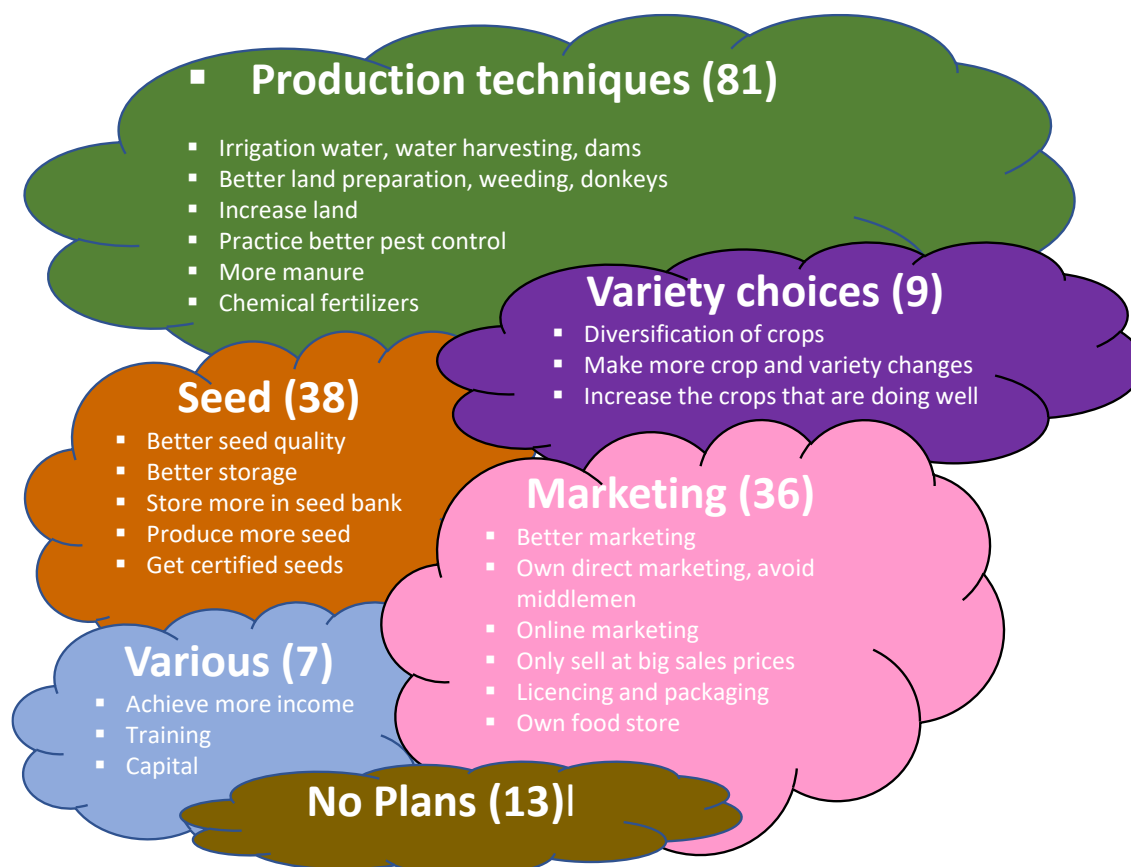 ▪ Production techniques (81)
▪ Irrigation water, water harvesting, dams
▪ Better land preparation, weeding, donkeys
▪ Increase land
▪ Practice better pest control
▪ More manure
▪ Chemical fertilizers
Variety choices (9)
▪ Diversification of crops
▪ Make more crop and variety changes
▪ Increase the crops that are doing well
Seed (38)
▪ Better seed quality
▪ Better storage
▪ Store more in seed bank
▪ Produce more seed
▪ Get certified seeds
Marketing (36)
▪ Better marketing
▪ Own direct marketing, avoid
middlemen
▪ Online marketing
▪ Only sell at big sales prices
▪ Licencing and packaging
▪ Own food store
Various (7)
▪ Achieve more income
▪ Training
▪ Capital
No Plans (13)l